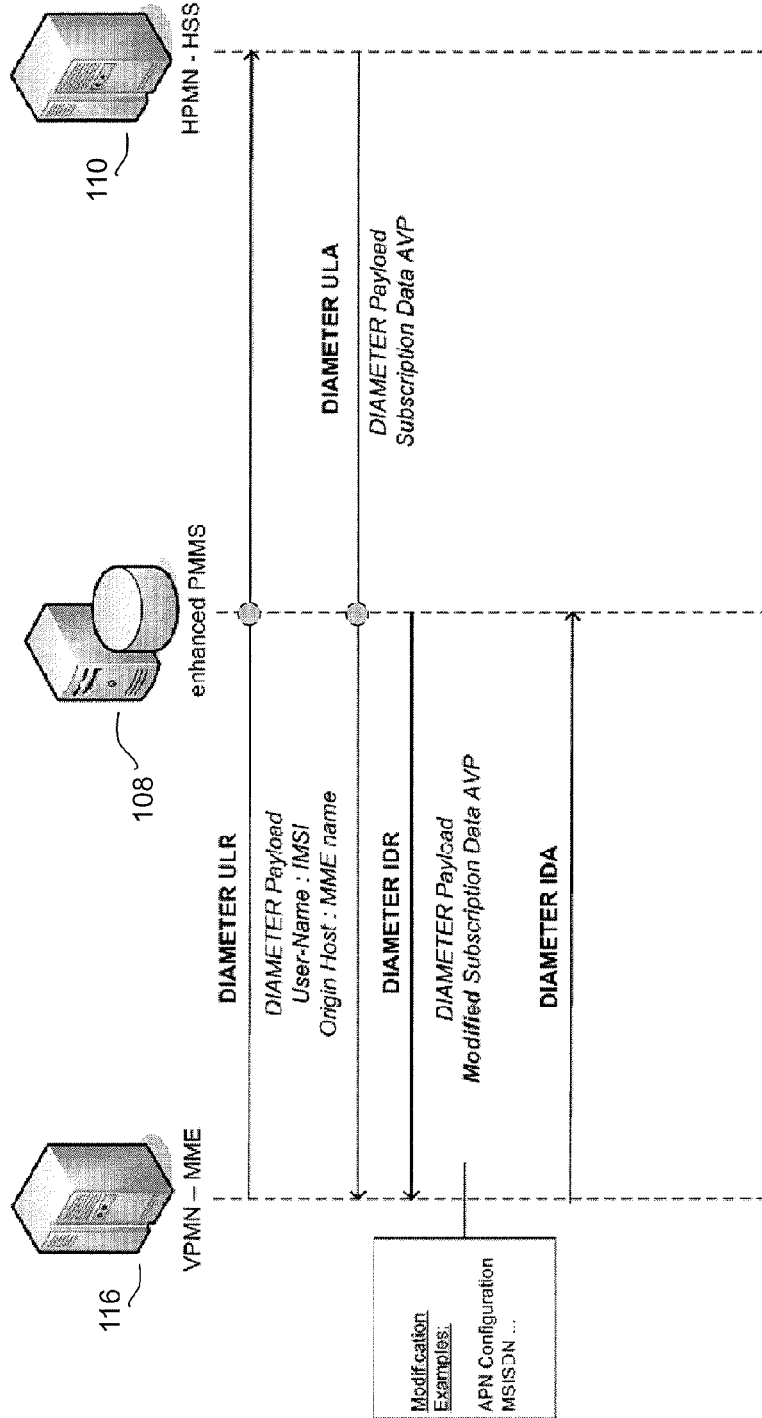 116
VPMN – MME
108
enhanced PMMS
110
HPMN - HSS
DIAMETER ULR
DIAMETER Payload
User-Name : IMSI
Origin Host : MME name
DIAMETER ULA
DIAMETER Payload
Subscription Data AVP
DIAMETER IDR
DIAMETER Payload
Modified Subscription Data AVP
DIAMETER IDA
Modification
Examples:
APN Configuration
MSISDN ...